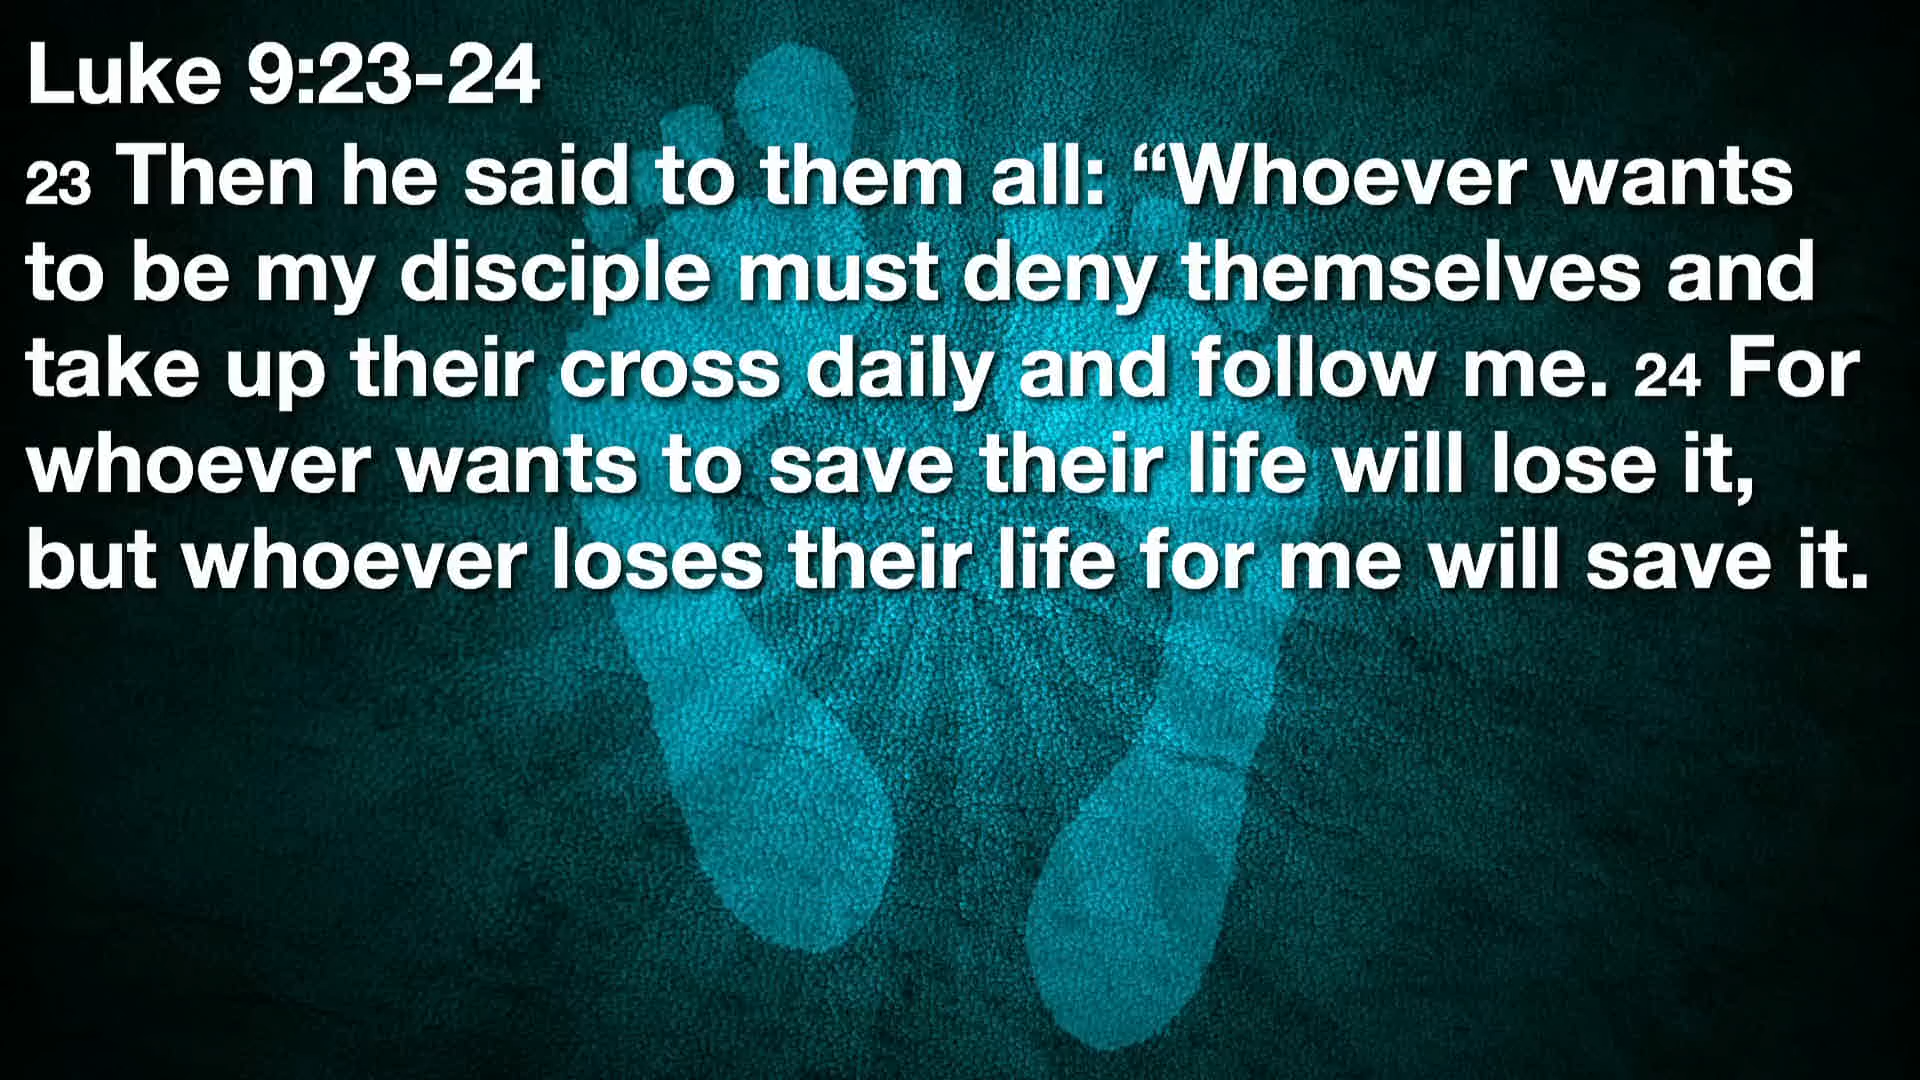 Luke 9:23-24
23 Then he said to them all: “Whoever wants
to be my disciple must deny themselves and
take up their cross daily and follow me. 24 For
whoever wants to save their life will lose it,
but whoever loses their life for me will save it.